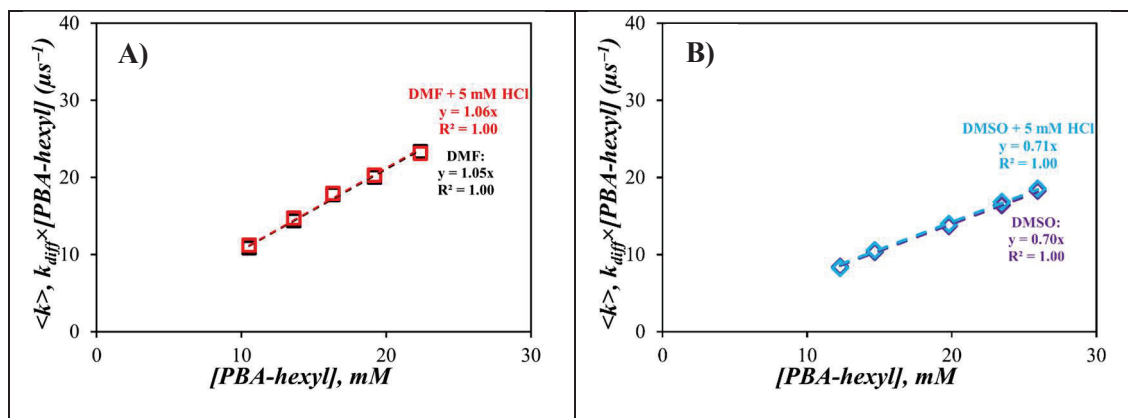 A)
<k>, k_diff×[PBA-hexyl] (μs⁻¹)
40
30
20
10
0
DMF + 5 mM HCl
y = 1.06x
R² = 1.00
DMF:
y = 1.05x
R² = 1.00
0 10 20 30
[PBA-hexyl], mM
B)
<k>, k_diff×[PBA-hexyl] (μs⁻¹)
40
30
20
10
0
DMSO + 5 mM HCl
y = 0.71x
R² = 1.00
DMSO:
y = 0.70x
R² = 1.00
0 10 20 30
[PBA-hexyl], mM